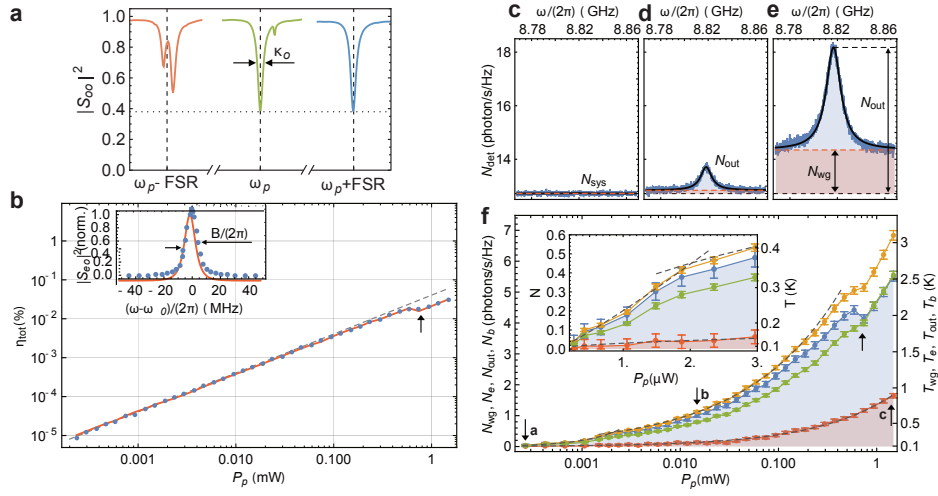 a
|S_oo|²
1.0
0.8
0.6
0.4
0.2
0.0
κ_o
ω_p- FSR
ω_p
ω_p+FSR
b
η_tot(%)
1
10⁻¹
10⁻²
10⁻³
10⁻⁴
10⁻⁵
0.001
0.010
0.100
1
P_p (mW)
|S_eo|²(norm.)
1.0
0.8
0.6
0.4
0.2
0.0
B/(2π)
-40
-20
0
20
40
(ω-ω_0)/(2π) ( MHz)
c
ω/(2π) ( GHz)
8.78 8.82 8.86
d
ω/(2π) ( GHz)
8.78 8.82 8.86
e
ω/(2π) ( GHz)
8.78 8.82 8.86
N_det (photon/s/Hz)
18
16
14
N_sys
N_out
N_wg
N_out
f
N_wg, N_e, N_out, N_b (photons/s/Hz)
7
6
5
4
3
2
1
0
0.001
0.010
0.100
1
P_p (mW)
T_wg, T_e, T_out, T_b (K)
3
2.5
2
1.5
1
0.5
0.1
a
b
c
N
0.6
0.5
0.4
0.3
0.2
0.1
0.0
1.0
2.0
3.0
P_p(μW)
T (K)
0.4
0.3
0.2
0.1